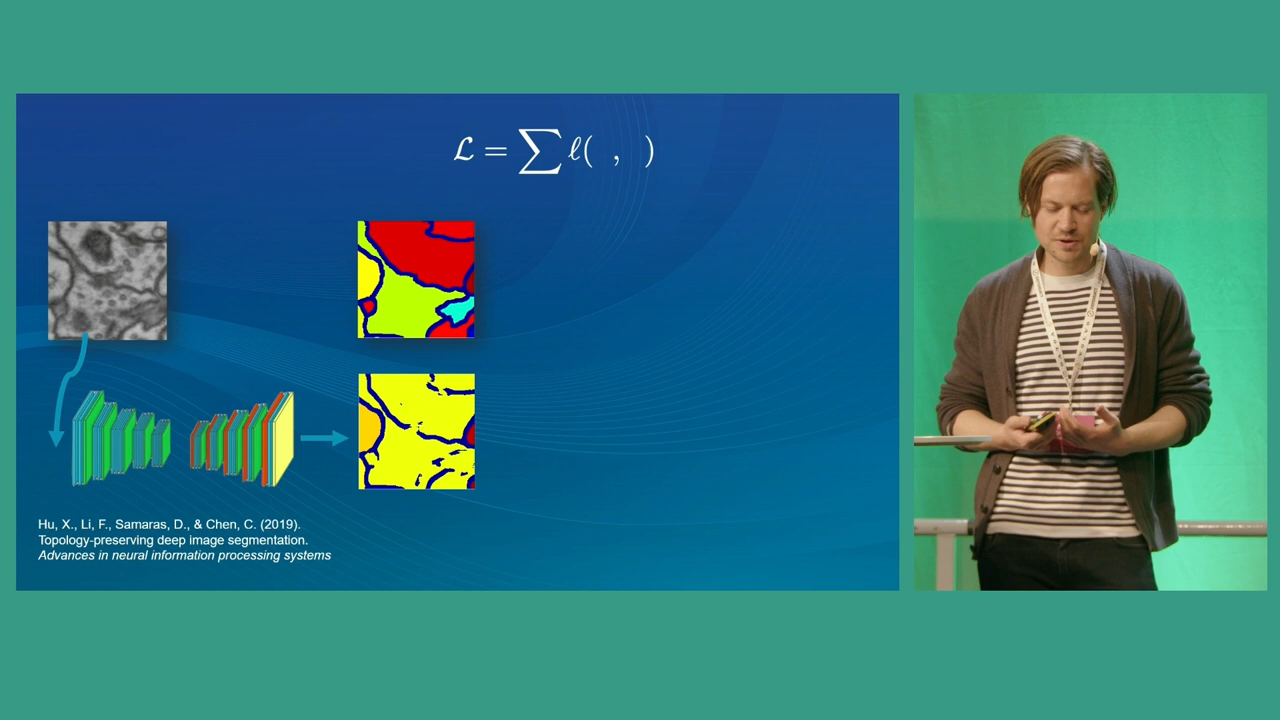 ℒ = ∑ ℓ( , )
Hu, X., Li, F., Samaras, D., & Chen, C. (2019).
Topology-preserving deep image segmentation.
Advances in neural information processing systems